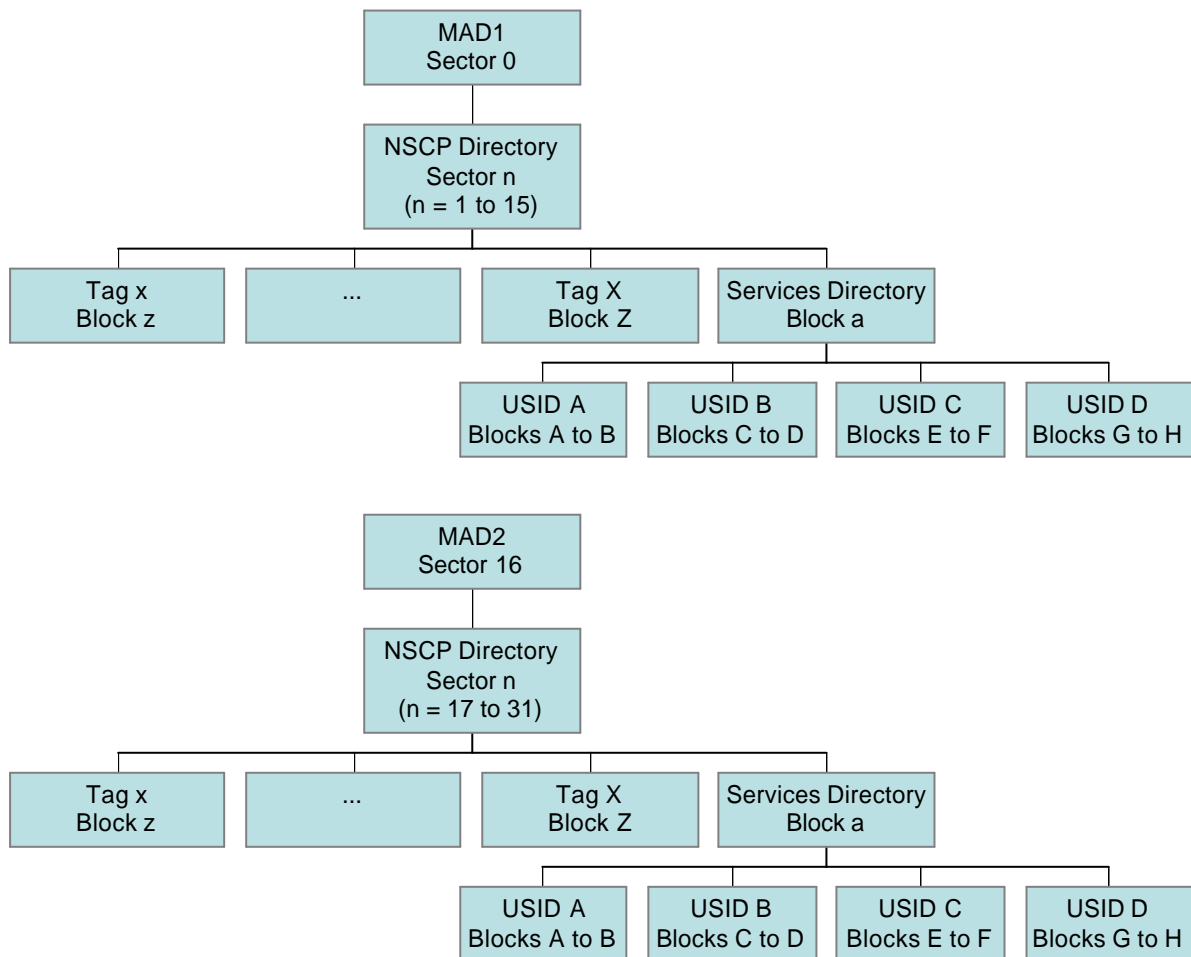 MAD1
Sector 0
NSCP Directory
Sector n
(n = 1 to 15)
Tag x
Block z
...
Tag X
Block Z
Services Directory
Block a
USID A
Blocks A to B
USID B
Blocks C to D
USID C
Blocks E to F
USID D
Blocks G to H
MAD2
Sector 16
NSCP Directory
Sector n
(n = 17 to 31)
Tag x
Block z
...
Tag X
Block Z
Services Directory
Block a
USID A
Blocks A to B
USID B
Blocks C to D
USID C
Blocks E to F
USID D
Blocks G to H